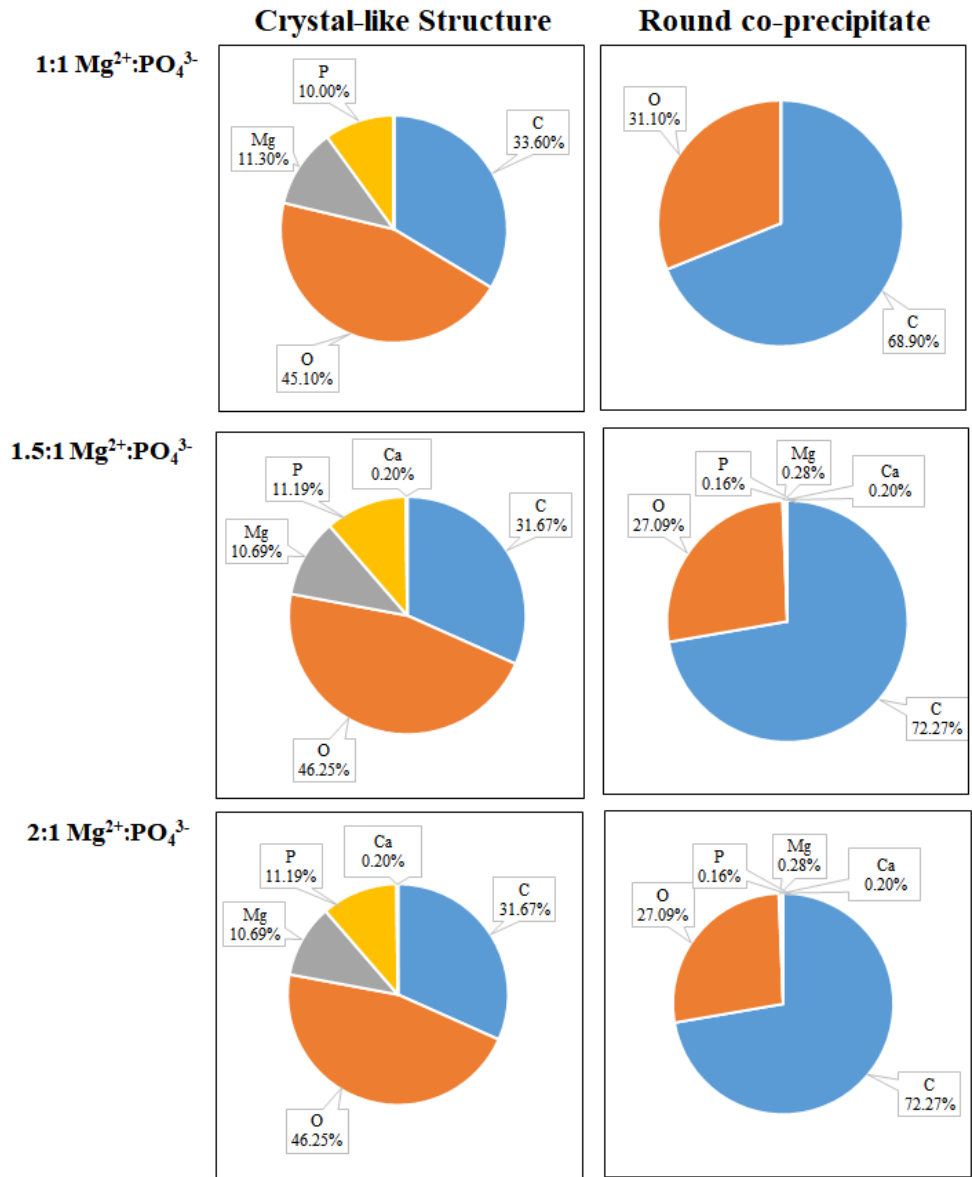 Crystal-like Structure
Round co-precipitate
1:1 Mg²⁺:PO₄³⁻
P
10.00%
C
33.60%
Mg
11.30%
O
45.10%
O
31.10%
C
68.90%
1.5:1 Mg²⁺:PO₄³⁻
Ca
0.20%
P
11.19%
C
31.67%
Mg
10.69%
O
46.25%
Mg
0.28%
P
0.16%
Ca
0.20%
O
27.09%
C
72.27%
2:1 Mg²⁺:PO₄³⁻
Ca
0.20%
P
11.19%
C
31.67%
Mg
10.69%
O
46.25%
Mg
0.28%
P
0.16%
Ca
0.20%
O
27.09%
C
72.27%